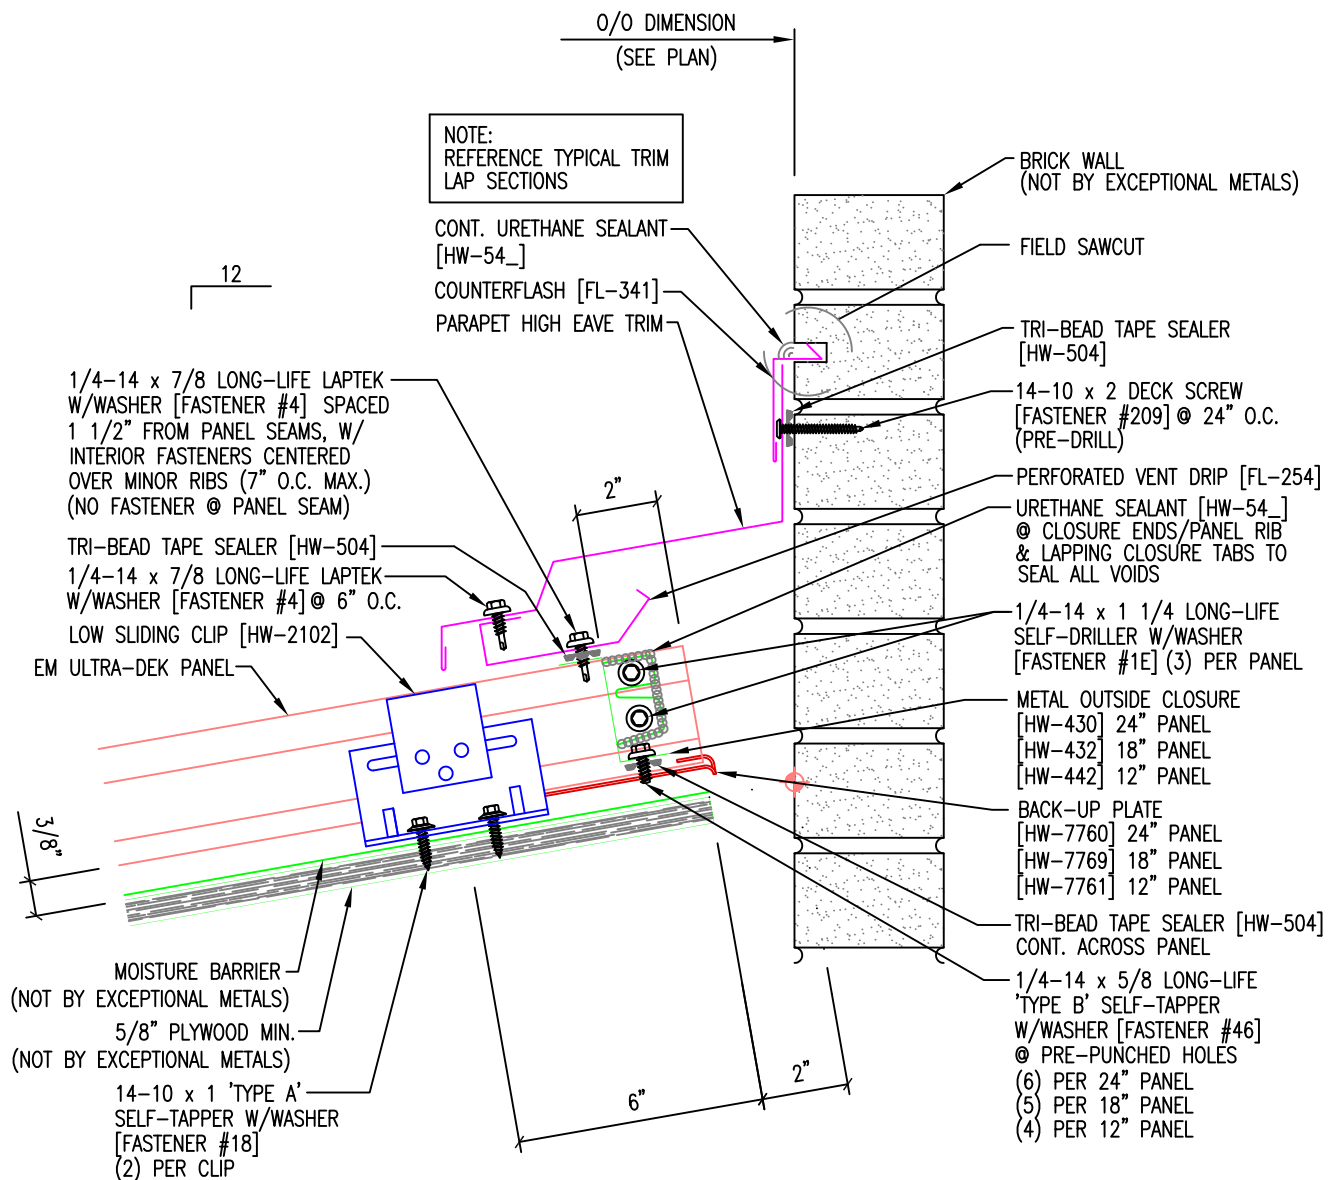 O/O DIMENSION
(SEE PLAN)
NOTE:
REFERENCE TYPICAL TRIM
LAP SECTIONS
CONT. URETHANE SEALANT
[HW-54_]
COUNTERFLASH [FL-341]
PARAPET HIGH EAVE TRIM
12
1/4-14 x 7/8 LONG-LIFE LAPTEK
W/WASHER [FASTENER #4] SPACED
1 1/2" FROM PANEL SEAMS, W/
INTERIOR FASTENERS CENTERED
OVER MINOR RIBS (7" O.C. MAX.)
(NO FASTENER @ PANEL SEAM)
TRI-BEAD TAPE SEALER [HW-504]
1/4-14 x 7/8 LONG-LIFE LAPTEK
W/WASHER [FASTENER #4] @ 6" O.C.
LOW SLIDING CLIP [HW-2102]
EM ULTRA-DEK PANEL
3/8"
MOISTURE BARRIER
(NOT BY EXCEPTIONAL METALS)
5/8" PLYWOOD MIN.
(NOT BY EXCEPTIONAL METALS)
14-10 x 1 'TYPE A'
SELF-TAPPER W/WASHER
[FASTENER #18]
(2) PER CLIP
2"
6"
2"
BRICK WALL
(NOT BY EXCEPTIONAL METALS)
FIELD SAWCUT
TRI-BEAD TAPE SEALER
[HW-504]
14-10 x 2 DECK SCREW
[FASTENER #209] @ 24" O.C.
(PRE-DRILL)
PERFORATED VENT DRIP [FL-254]
URETHANE SEALANT [HW-54_]
@ CLOSURE ENDS/PANEL RIB
& LAPPING CLOSURE TABS TO
SEAL ALL VOIDS
1/4-14 x 1 1/4 LONG-LIFE
SELF-DRILLER W/WASHER
[FASTENER #1E] (3) PER PANEL
METAL OUTSIDE CLOSURE
[HW-430] 24" PANEL
[HW-432] 18" PANEL
[HW-442] 12" PANEL
BACK-UP PLATE
[HW-7760] 24" PANEL
[HW-7769] 18" PANEL
[HW-7761] 12" PANEL
TRI-BEAD TAPE SEALER [HW-504]
CONT. ACROSS PANEL
1/4-14 x 5/8 LONG-LIFE
'TYPE B' SELF-TAPPER
W/WASHER [FASTENER #46]
@ PRE-PUNCHED HOLES
(6) PER 24" PANEL
(5) PER 18" PANEL
(4) PER 12" PANEL